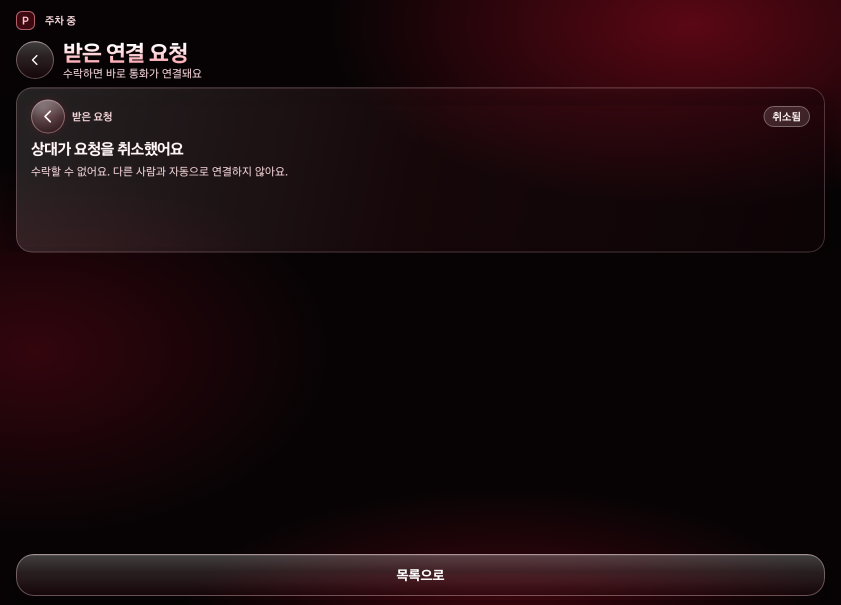 P 주차 중
받은 연결 요청
수락하면 바로 통화가 연결돼요
받은 요청
취소됨
상대가 요청을 취소했어요
수락할 수 없어요. 다른 사람과 자동으로 연결하지 않아요.
목록으로